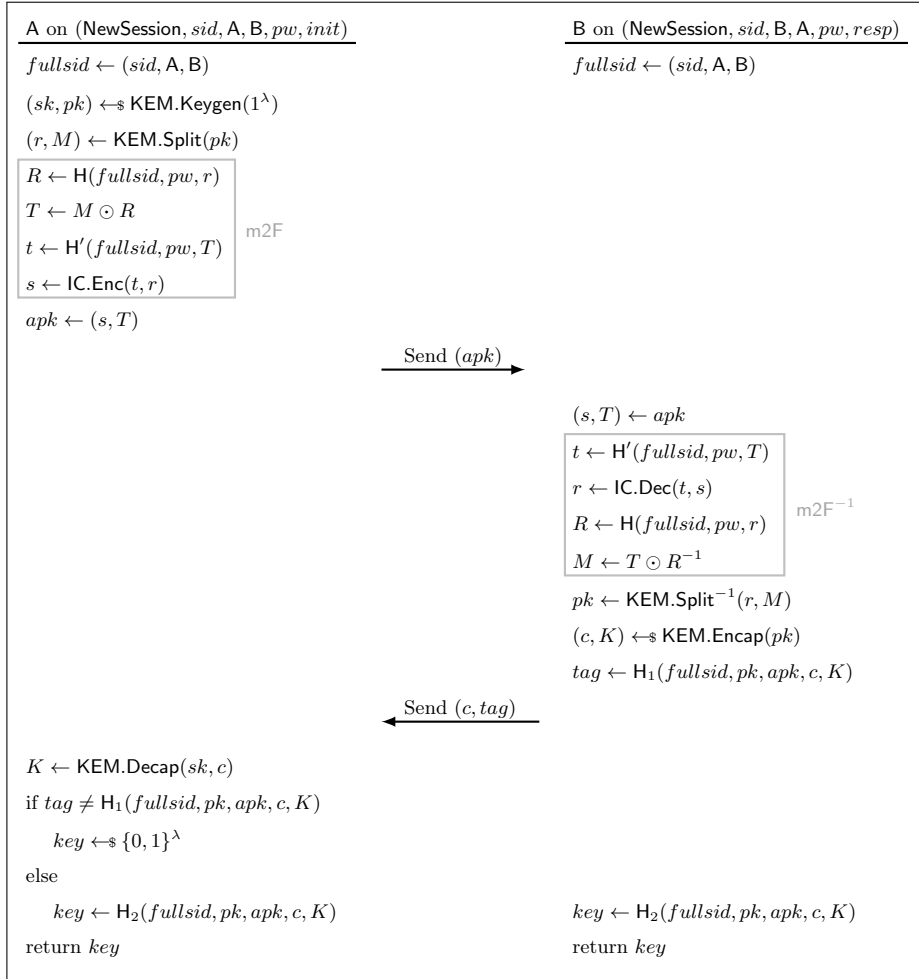 A on (NewSession, sid, A, B, pw, init)
fullsid ← (sid, A, B)
(sk, pk) ←$ KEM.Keygen(1^λ)
(r, M) ← KEM.Split(pk)
R ← H(fullsid, pw, r)
T ← M ⊙ R
t ← H′(fullsid, pw, T)
s ← IC.Enc(t, r)
m2F
apk ← (s, T)
B on (NewSession, sid, B, A, pw, resp)
fullsid ← (sid, A, B)
Send (apk)
(s, T) ← apk
t ← H′(fullsid, pw, T)
r ← IC.Dec(t, s)
R ← H(fullsid, pw, r)
M ← T ⊙ R⁻¹
m2F⁻¹
pk ← KEM.Split⁻¹(r, M)
(c, K) ←$ KEM.Encap(pk)
tag ← H₁(fullsid, pk, apk, c, K)
Send (c, tag)
K ← KEM.Decap(sk, c)
if tag ≠ H₁(fullsid, pk, apk, c, K)
key ←$ {0, 1}^λ
else
key ← H₂(fullsid, pk, apk, c, K)
return key
key ← H₂(fullsid, pk, apk, c, K)
return key